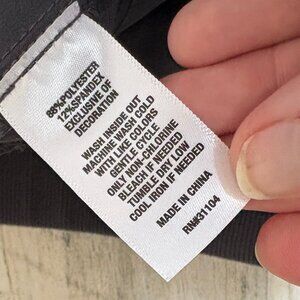 88%POLYESTER
12%SPANDEX
EXCLUSIVE OF
DECORATION
WASH INSIDE OUT
MACHINE WASH COLD
WITH LIKE COLORS
GENTLE CYCLE
ONLY NON-CHLORINE
BLEACH IF NEEDED
TUMBLE DRY LOW
COOL IRON IF NEEDED
MADE IN CHINA
RN#31104